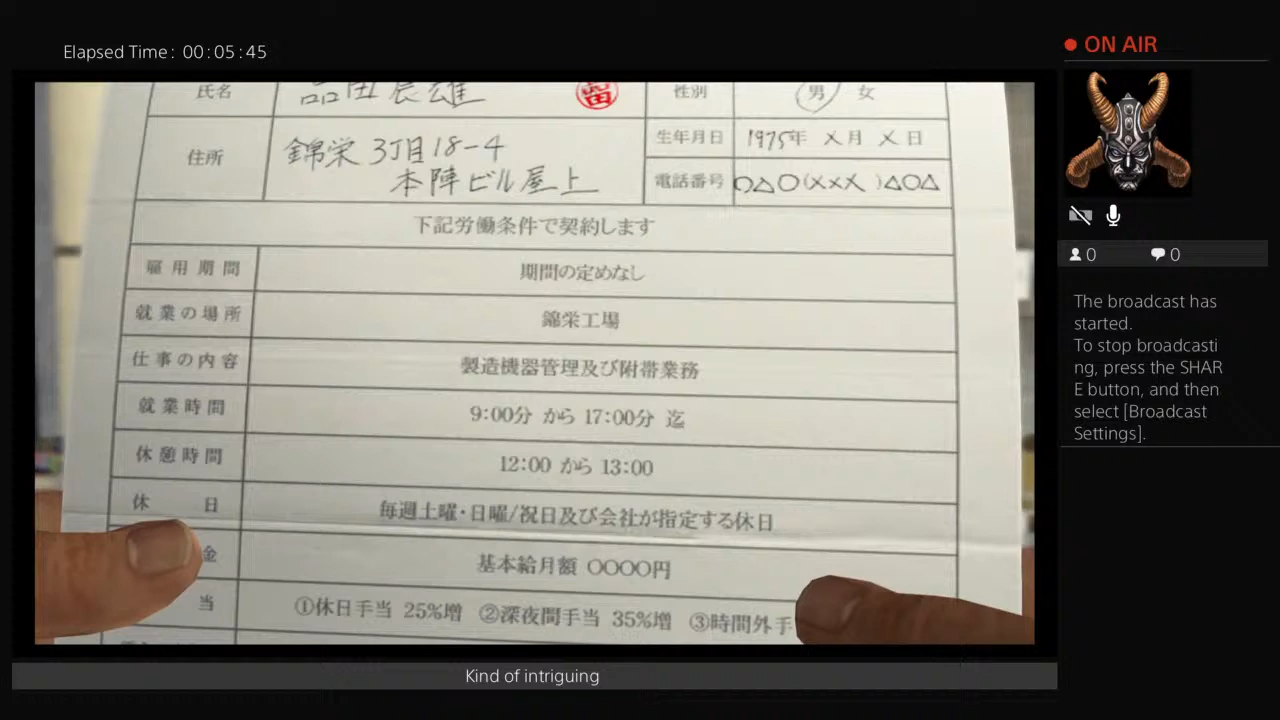 Elapsed Time: 00:05:45
ON AIR
氏名
品田辰雄
性別
男 女
住所
錦栄 3丁目18-4
本陣ビル屋上
生年月日
1975年 ×月 ×日
電話番号
○△○(×××)△○△
下記労働条件で契約します
雇用期間
期間の定めなし
就業の場所
錦栄工場
仕事の内容
製造機器管理及び附帯業務
就業時間
9:00分 から 17:00分 迄
休憩時間
12:00 から 13:00
休 日
毎週土曜・日曜/祝日及び会社が指定する休日
金
基本給月額 ○○○○円
当
①休日手当 25%増 ②深夜間手当 35%増 ③時間外手
0
0
The broadcast has
started.
To stop broadcasti
ng, press the SHAR
E button, and then
select [Broadcast
Settings].
Kind of intriguing